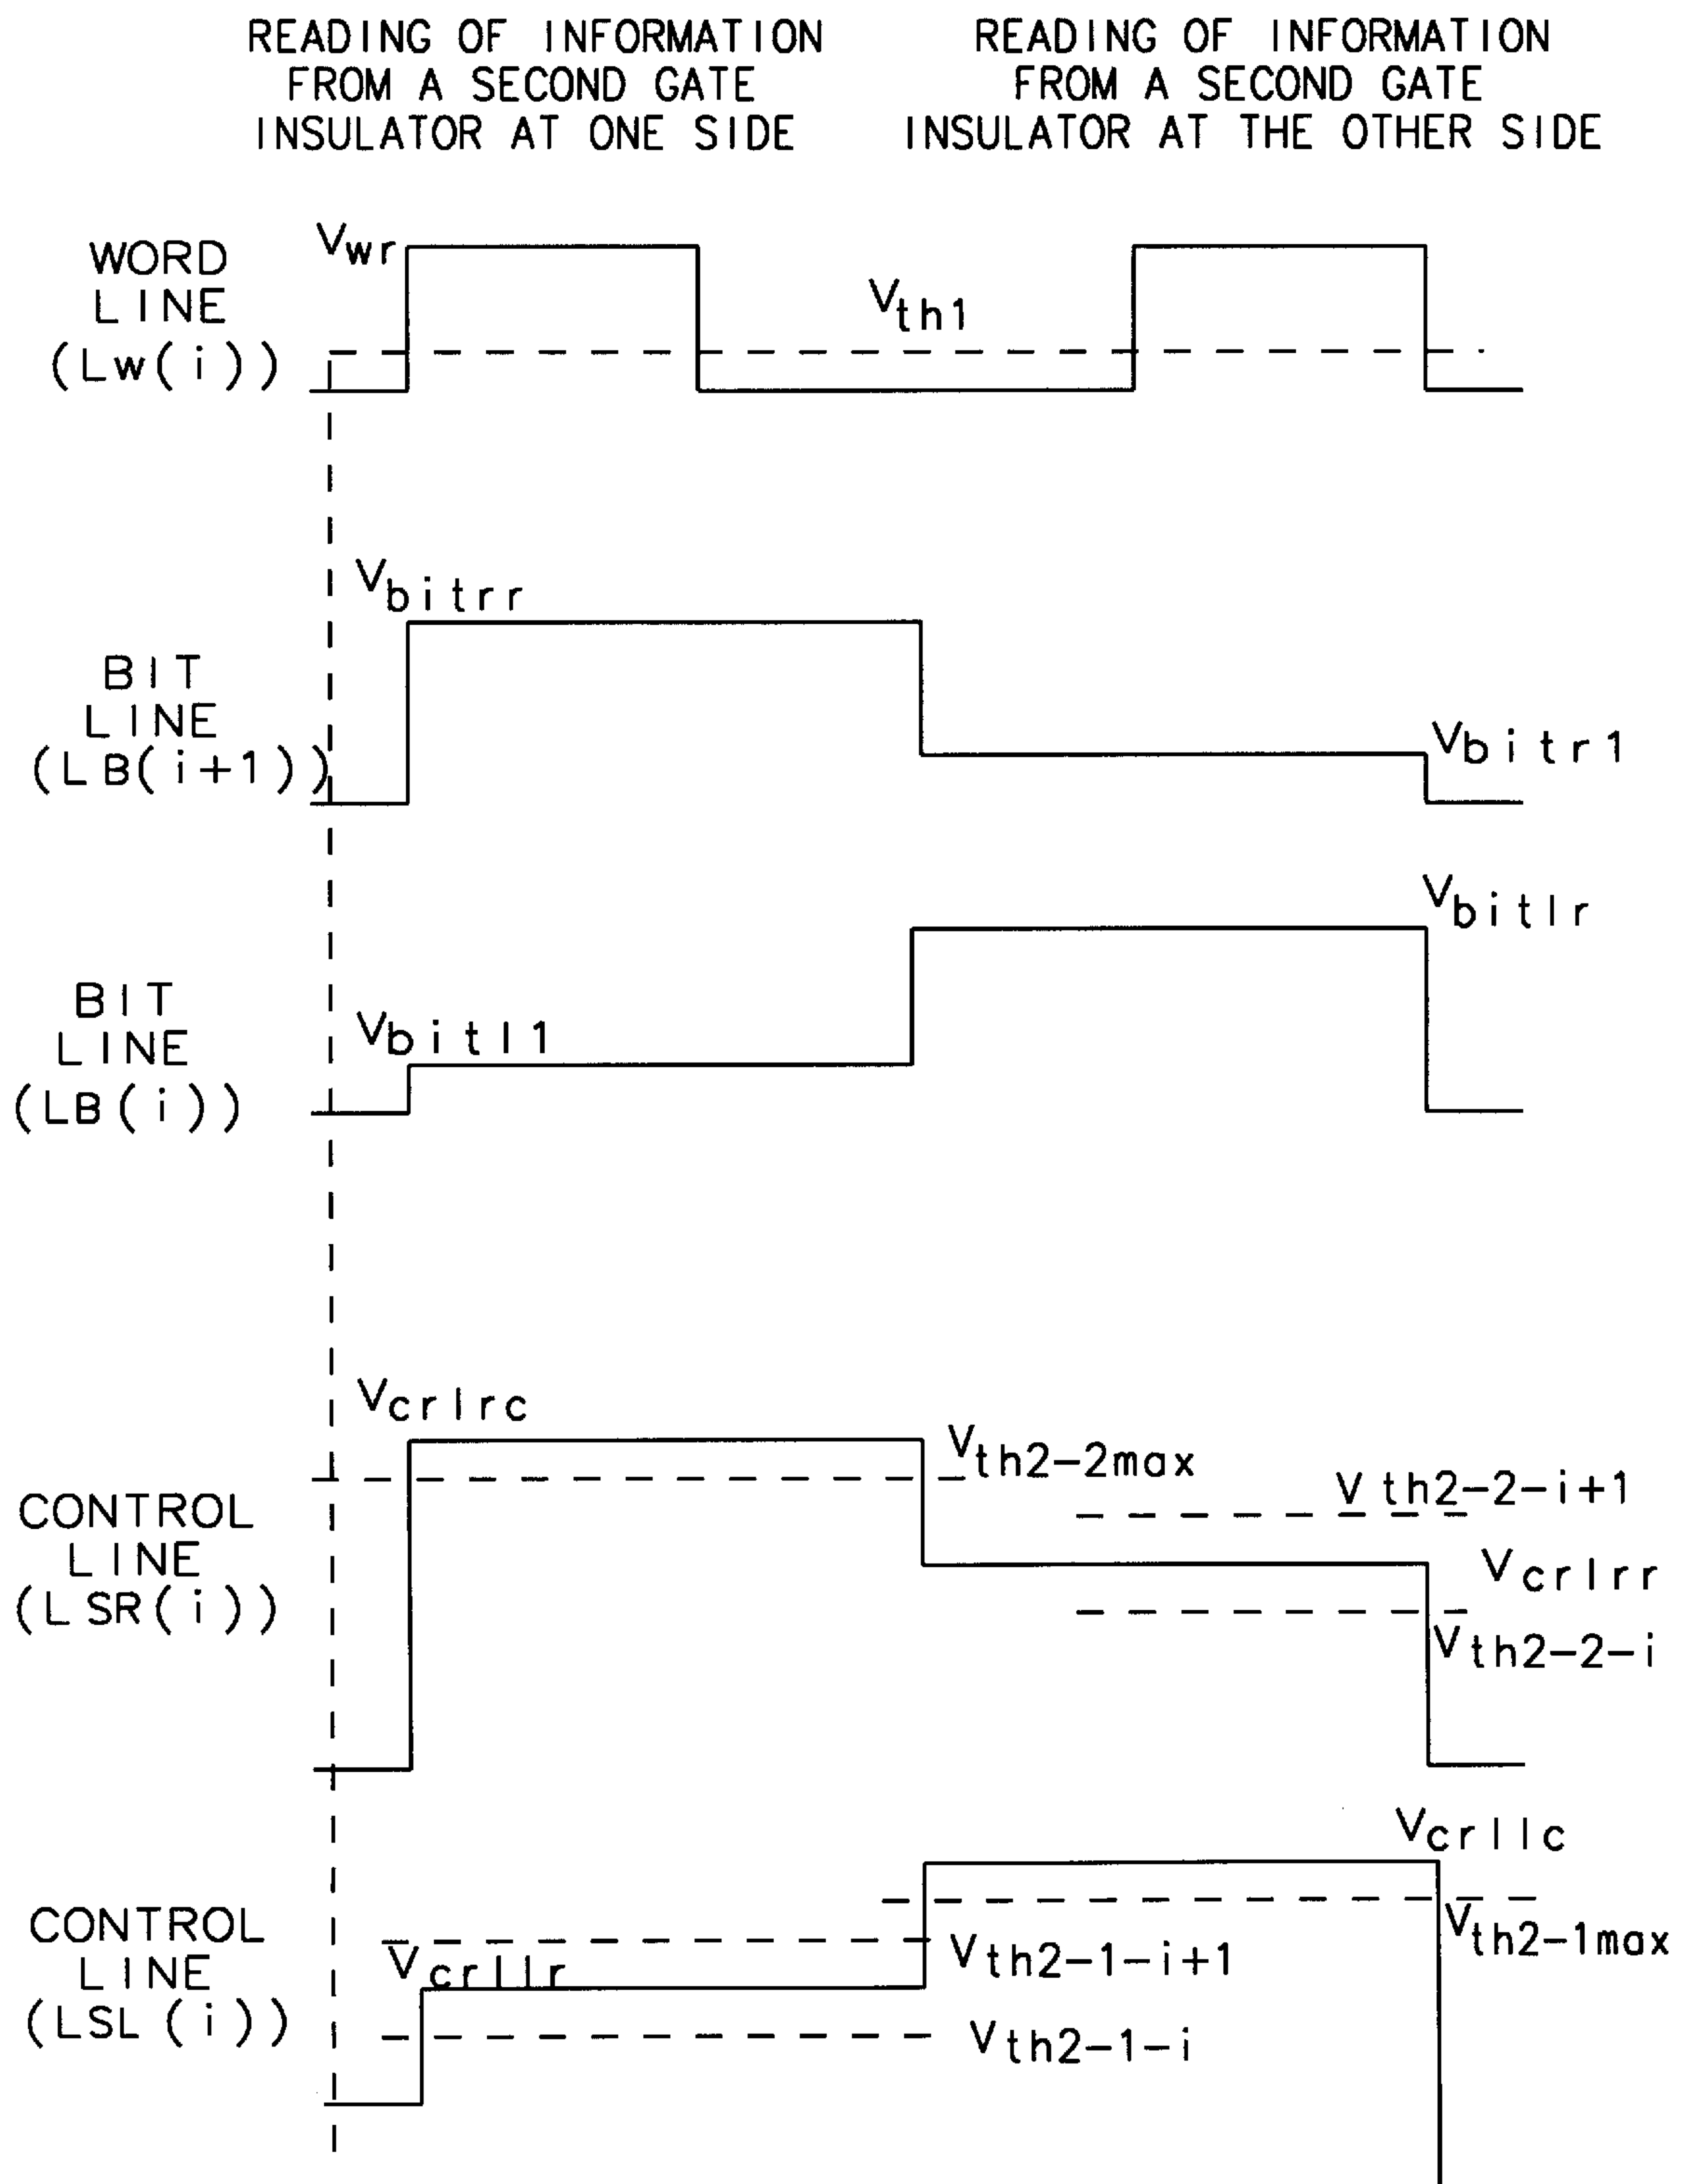 READING OF INFORMATION
FROM A SECOND GATE
INSULATOR AT ONE SIDE
READING OF INFORMATION
FROM A SECOND GATE
INSULATOR AT THE OTHER SIDE
WORD
LINE
(Lw(i))
Vwr
Vth1
BIT
LINE
(LB(i+1))
Vbitrr
Vbitr1
BIT
LINE
(LB(i))
Vbitl1
Vbitlr
CONTROL
LINE
(LSR(i))
Vcrlrc
Vth2-2max
Vth2-2-i+1
Vcrlrr
Vth2-2-i
CONTROL
LINE
(LSL(i))
Vcrllc
Vth2-1max
Vcrllr
Vth2-1-i+1
Vth2-1-i